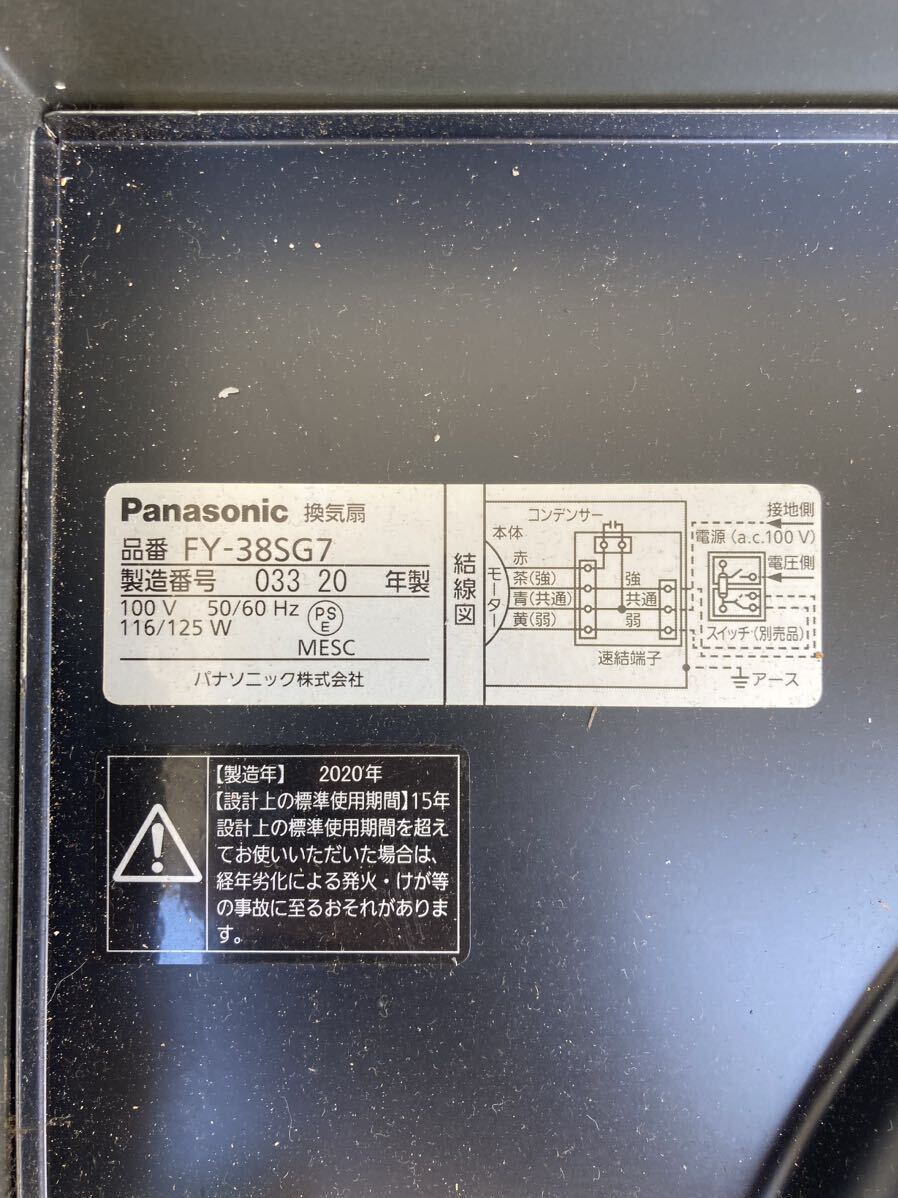 Panasonic 換気扇
品番 FY-38SG7
製造番号 033 20 年製
100 V 50/60 Hz
116/125 W
PS
E
MESC
パナソニック株式会社
結線図
本体
モーター
コンデンサー
赤
茶(強)
青(共通)
黄(弱)
強
共通
弱
速結端子
接地側
電源(a.c.100 V)
電圧側
スイッチ(別売品)
アース
【製造年】 2020年
【設計上の標準使用期間】15年
設計上の標準使用期間を超え
てお使いいただいた場合は、
経年劣化による発火・けが等
の事故に至るおそれがありま
す。